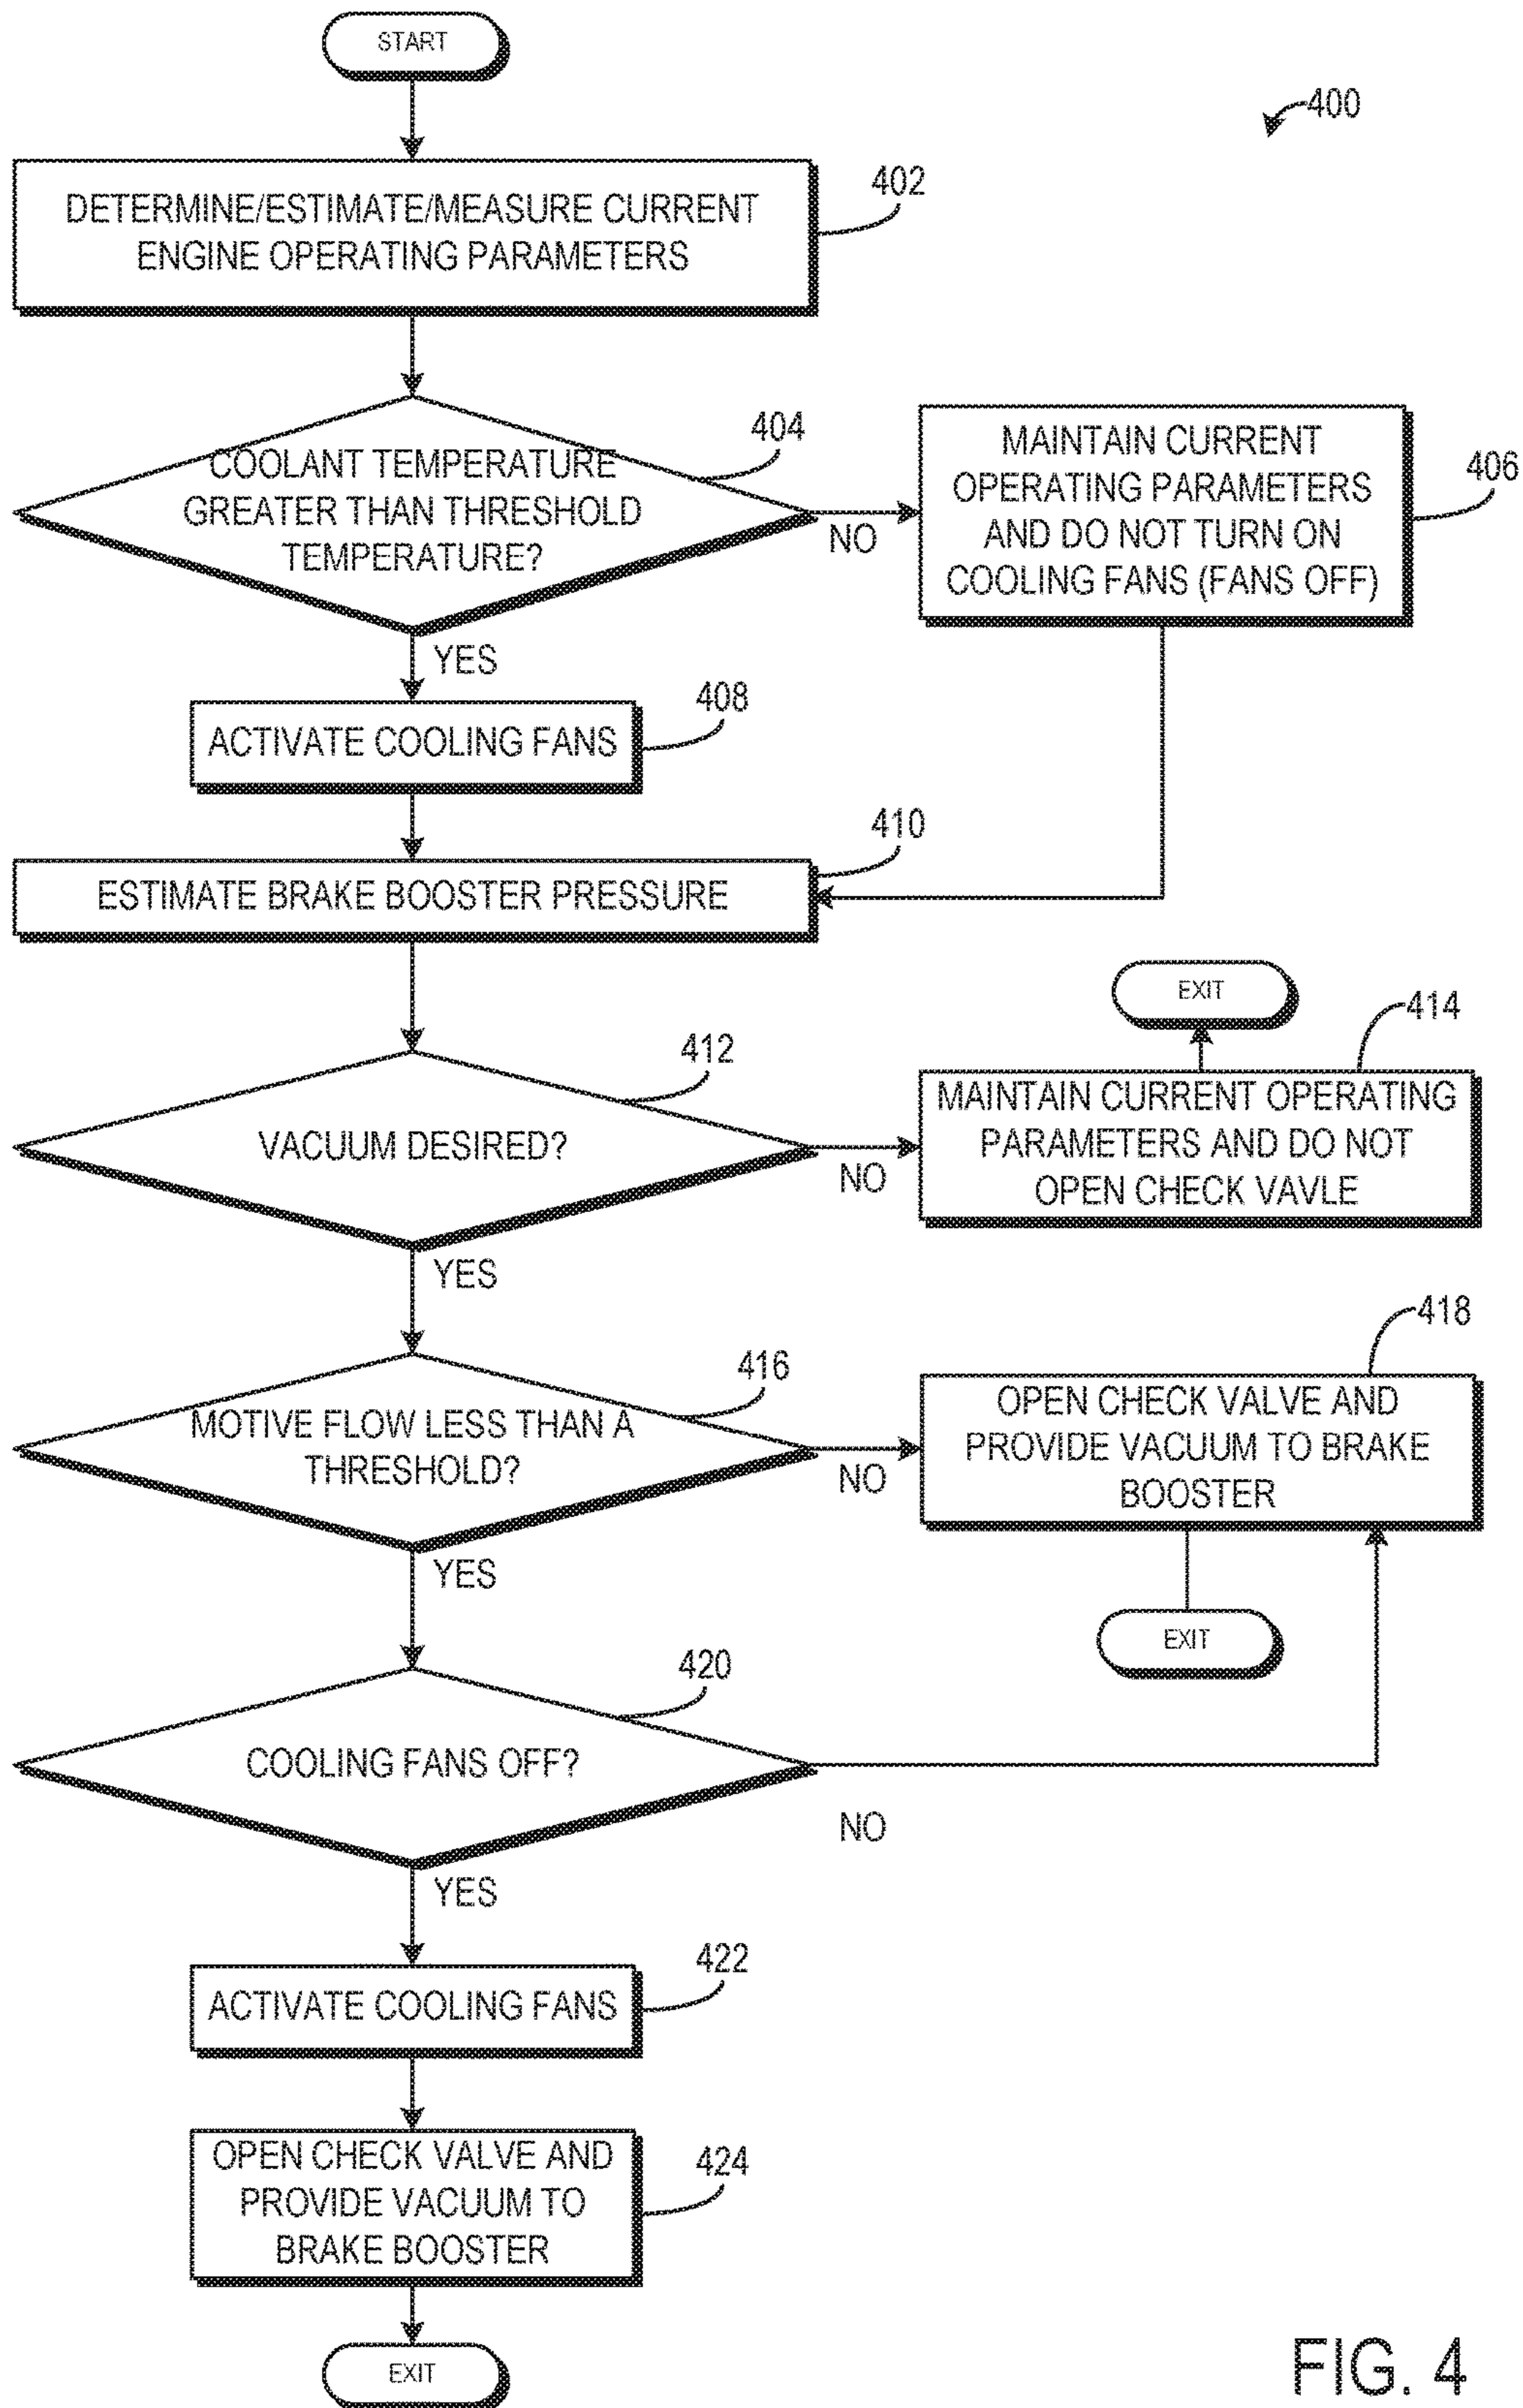 START
400
402
DETERMINE/ESTIMATE/MEASURE CURRENT
ENGINE OPERATING PARAMETERS
404
COOLANT TEMPERATURE
GREATER THAN THRESHOLD
TEMPERATURE?
NO
YES
MAINTAIN CURRENT
OPERATING PARAMETERS
AND DO NOT TURN ON
COOLING FANS (FANS OFF)
406
408
ACTIVATE COOLING FANS
410
ESTIMATE BRAKE BOOSTER PRESSURE
412
VACUUM DESIRED?
NO
YES
EXIT
414
MAINTAIN CURRENT OPERATING
PARAMETERS AND DO NOT
OPEN CHECK VAVLE
416
MOTIVE FLOW LESS THAN A
THRESHOLD?
NO
YES
418
OPEN CHECK VALVE AND
PROVIDE VACUUM TO BRAKE
BOOSTER
EXIT
420
COOLING FANS OFF?
NO
YES
422
ACTIVATE COOLING FANS
424
OPEN CHECK VALVE AND
PROVIDE VACUUM TO
BRAKE BOOSTER
EXIT
FIG. 4